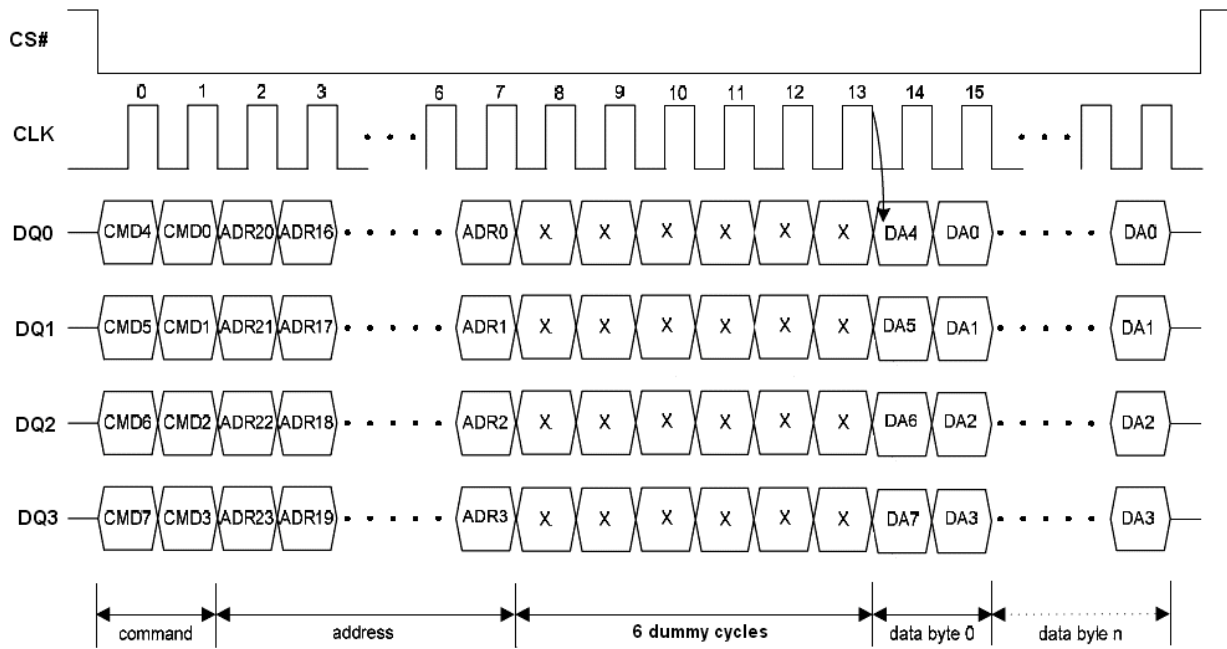 CS#
0 1 2 3 6 7 8 9 10 11 12 13 14 15
CLK
DQ0 CMD4 CMD0 ADR20 ADR16 ADR0 X X X X X X DA4 DA0 DA0
DQ1 CMD5 CMD1 ADR21 ADR17 ADR1 X X X X X X DA5 DA1 DA1
DQ2 CMD6 CMD2 ADR22 ADR18 ADR2 X X X X X X DA6 DA2 DA2
DQ3 CMD7 CMD3 ADR23 ADR19 ADR3 X X X X X X DA7 DA3 DA3
command address 6 dummy cycles data byte 0 data byle n